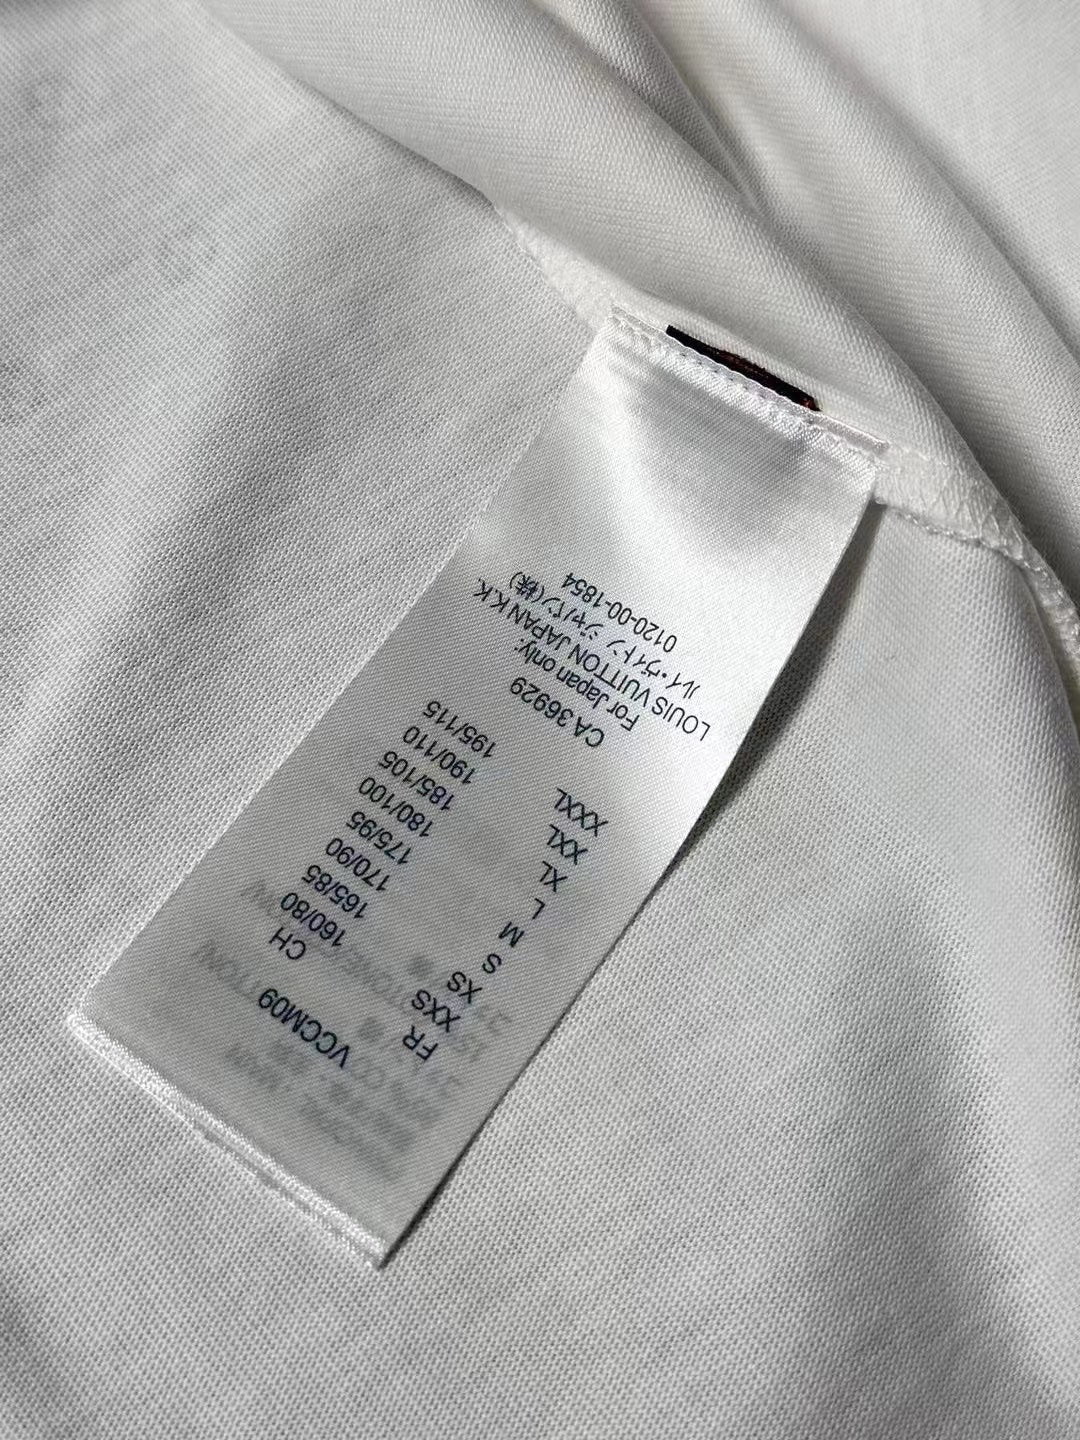 VCCM09
FR CH
XXS 160/80
XS 165/85
S 170/90
M 175/95
L 180/100
XL 185/105
XXL 190/110
XXXL 195/115
CA 36929
For Japan only:
LOUIS VUITTON JAPAN K.K.
ルイ・ヴィトン ジャパン(株)
0120-00-1854